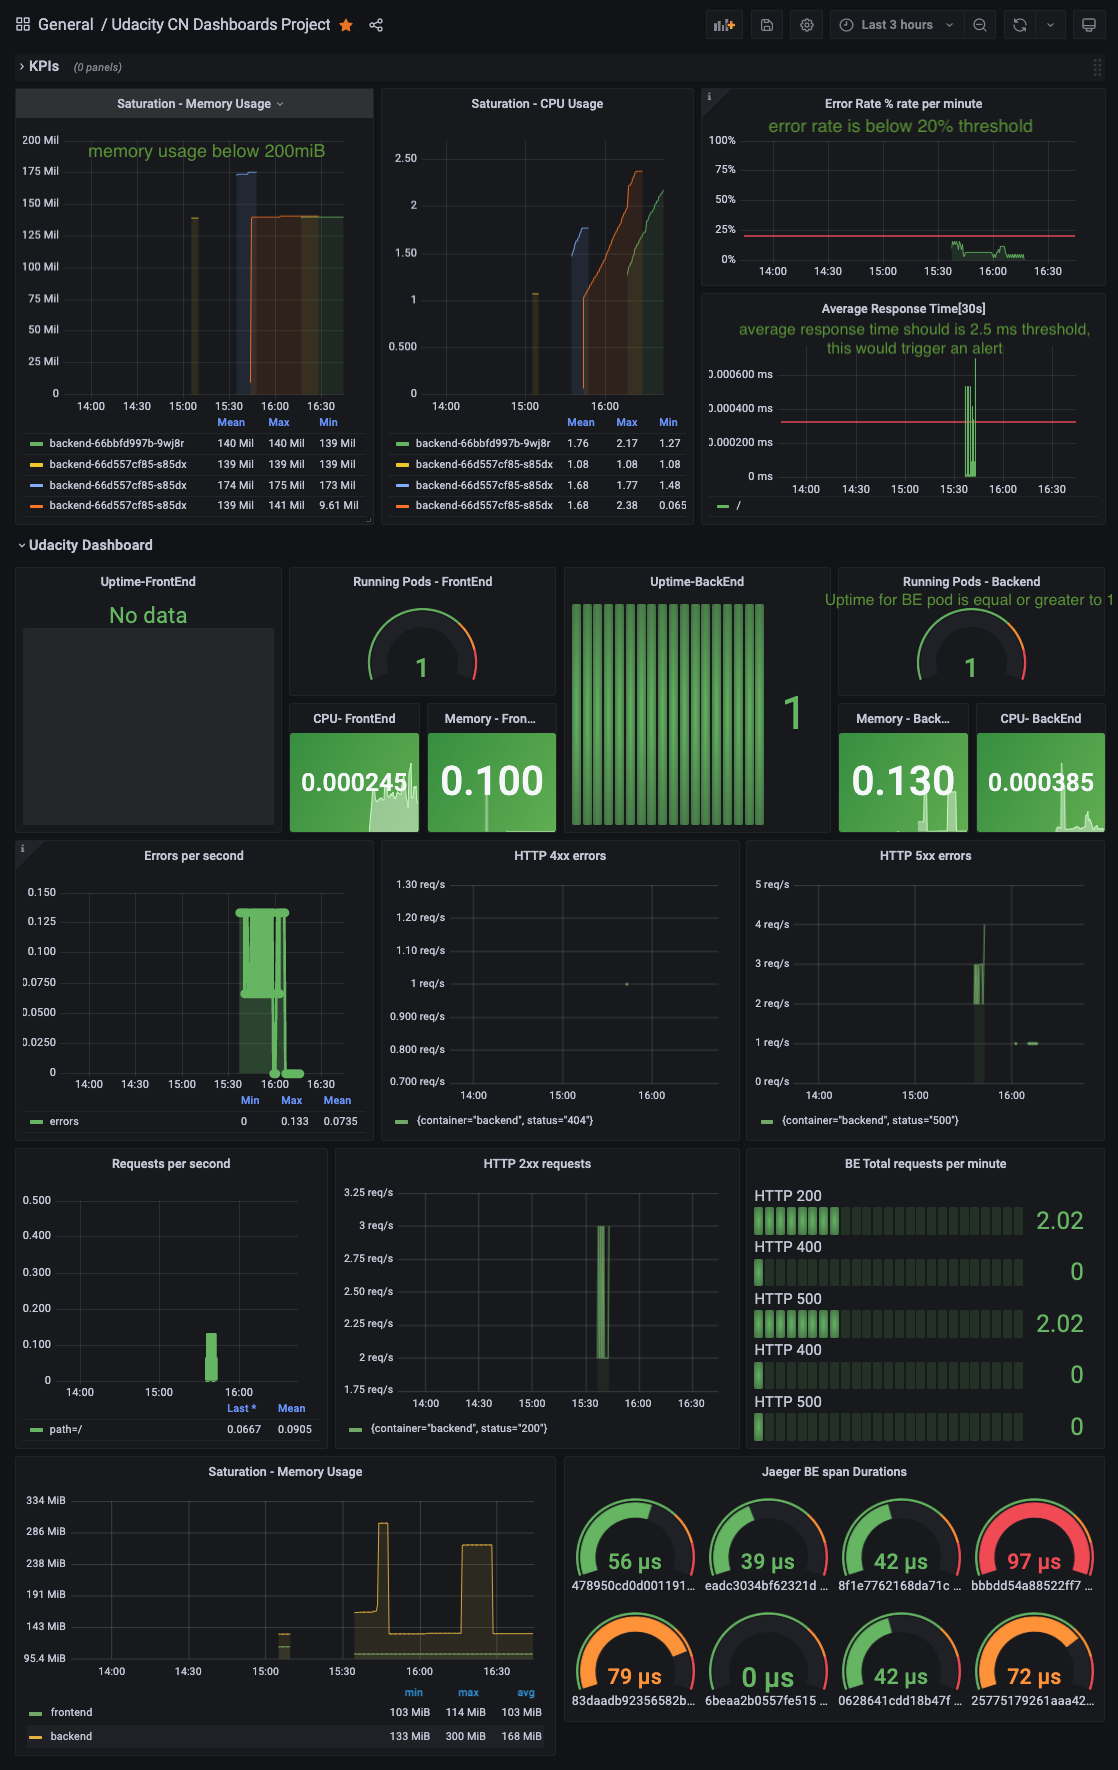 General / Udacity CN Dashboards Project
Last 3 hours
KPIs (0 panels)
Saturation - Memory Usage
memory usage below 200miB
200 Mil
175 Mil
150 Mil
125 Mil
100 Mil
75 Mil
50 Mil
25 Mil
0
14:00 14:30 15:00 15:30 16:00 16:30
Mean Max Min
backend-66bbfd997b-9wj8r 140 Mil 140 Mil 139 Mil
backend-66d557cf85-s85dx 139 Mil 139 Mil 139 Mil
backend-66d557cf85-s85dx 174 Mil 175 Mil 173 Mil
backend-66d557cf85-s85dx 139 Mil 141 Mil 9.61 Mil
Saturation - CPU Usage
2.50
2
1.50
1
0.500
0
14:00 15:00 16:00
Mean Max Min
backend-66bbfd997b-9wj8r 1.76 2.17 1.27
backend-66d557cf85-s85dx 1.08 1.08 1.08
backend-66d557cf85-s85dx 1.68 1.77 1.48
backend-66d557cf85-s85dx 1.68 2.38 0.065
Error Rate % rate per minute
error rate is below 20% threshold
100%
75%
50%
25%
0%
14:00 14:30 15:00 15:30 16:00 16:30
Average Response Time[30s]
average response time should is 2.5 ms threshold,
this would trigger an alert
0.000600 ms
0.000400 ms
0.000200 ms
0 ms
14:00 14:30 15:00 15:30 16:00 16:30
/
Udacity Dashboard
Uptime-FrontEnd
No data
Running Pods - FrontEnd
1
CPU- FrontEnd
0.000245
Memory - Fron...
0.100
Uptime-BackEnd
1
Running Pods - Backend
Uptime for BE pod is equal or greater to 1
1
Memory - Back...
0.130
CPU- BackEnd
0.000385
Errors per second
0.150
0.125
0.100
0.0750
0.0500
0.0250
0
14:00 14:30 15:00 15:30 16:00 16:30
Min Max Mean
errors 0 0.133 0.0735
HTTP 4xx errors
1.30 req/s
1.20 req/s
1.10 req/s
1 req/s
0.900 req/s
0.800 req/s
0.700 req/s
14:00 15:00 16:00
{container="backend", status="404"}
HTTP 5xx errors
5 req/s
4 req/s
3 req/s
2 req/s
1 req/s
0 req/s
14:00 15:00 16:00
{container="backend", status="500"}
Requests per second
0.500
0.400
0.300
0.200
0.100
0
14:00 15:00 16:00
Last * Mean
path=/ 0.0667 0.0905
HTTP 2xx requests
3.25 req/s
3 req/s
2.75 req/s
2.50 req/s
2.25 req/s
2 req/s
1.75 req/s
14:00 14:30 15:00 15:30 16:00 16:30
{container="backend", status="200"}
BE Total requests per minute
HTTP 200
2.02
HTTP 400
0
HTTP 500
2.02
HTTP 400
0
HTTP 500
0
Saturation - Memory Usage
334 MiB
286 MiB
238 MiB
191 MiB
143 MiB
95.4 MiB
14:00 14:30 15:00 15:30 16:00 16:30
min max avg
frontend 103 MiB 114 MiB 103 MiB
backend 133 MiB 300 MiB 168 MiB
Jaeger BE span Durations
56 µs 39 µs 42 µs 97 µs
478950cd0d001191... eadc3034bf62321d ... 8f1e7762168da71c ... bbbdd54a88522ff7 ...
79 µs 0 µs 42 µs 72 µs
83daadb92356582b... 6beaa2b0557fe515 ... 0628641cdd18b47f ... 25775179261aaa42...